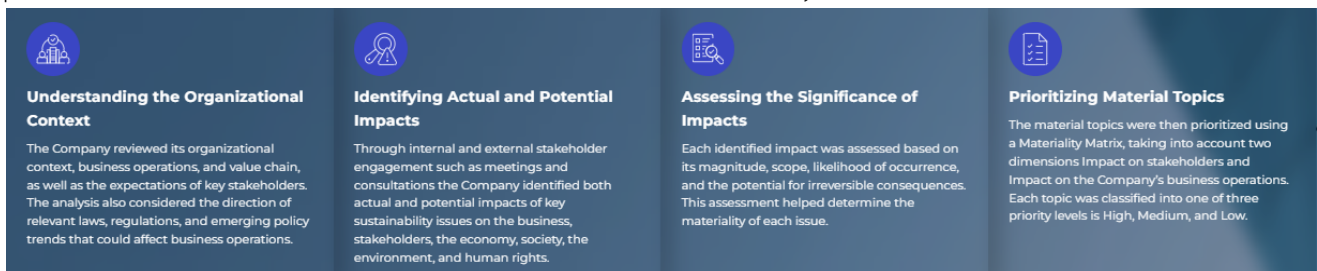 Understanding the Organizational
Context
The Company reviewed its organizational
context, business operations, and value chain,
as well as the expectations of key stakeholders.
The analysis also considered the direction of
relevant laws, regulations, and emerging policy
trends that could affect business operations.
Identifying Actual and Potential
Impacts
Through internal and external stakeholder
engagement such as meetings and
consultations the Company identified both
actual and potential impacts of key
sustainability issues on the business,
stakeholders, the economy, society, the
environment, and human rights.
Assessing the Significance of
Impacts
Each identified impact was assessed based on
its magnitude, scope, likelihood of occurrence,
and the potential for irreversible consequences.
This assessment helped determine the
materiality of each issue.
Prioritizing Material Topics
The material topics were then prioritized using
a Materiality Matrix, taking into account two
dimensions Impact on stakeholders and
Impact on the Company's business operations.
Each topic was classified into one of three
priority levels is High, Medium, and Low.